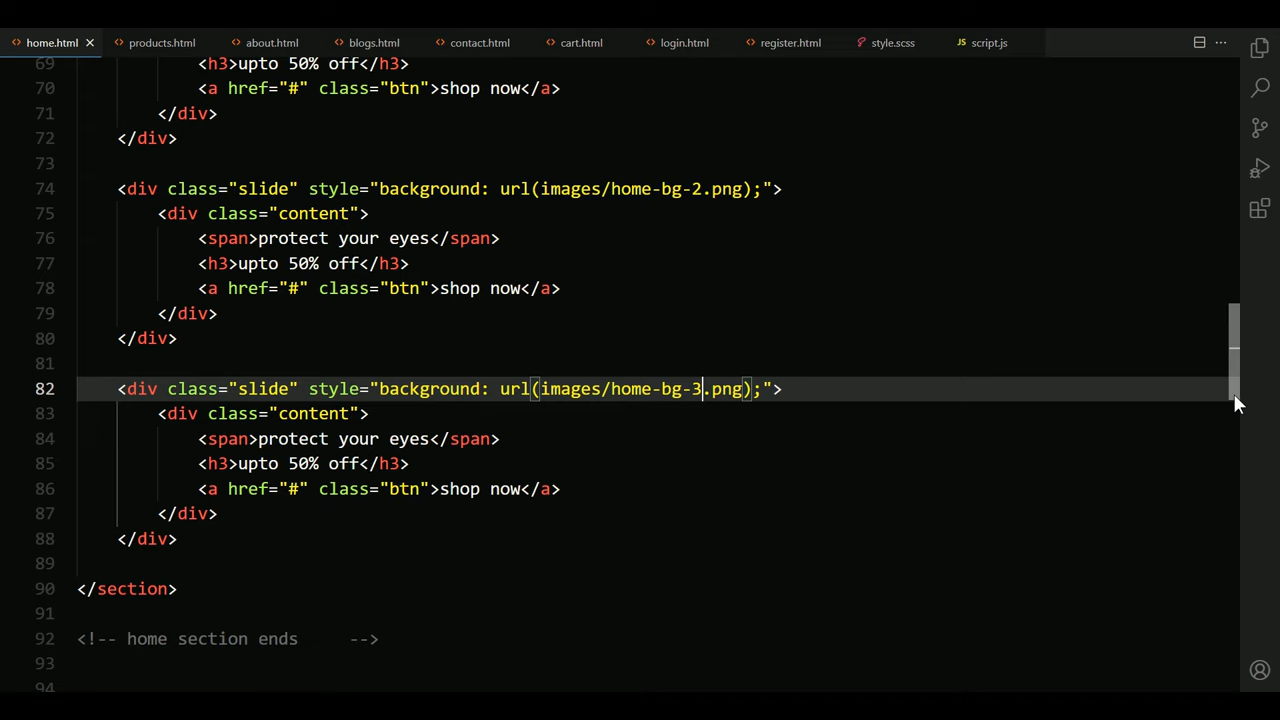 home.html products.html about.html blogs.html contact.html cart.html login.html register.html style.scss JS script.js
69 <h3>upto 50% off</h3>
70 <a href="#" class="btn">shop now</a>
71 </div>
72 </div>
73
74 <div class="slide" style="background: url(images/home-bg-2.png);">
75 <div class="content">
76 <span>protect your eyes</span>
77 <h3>upto 50% off</h3>
78 <a href="#" class="btn">shop now</a>
79 </div>
80 </div>
81
82 <div class="slide" style="background: url(images/home-bg-3.png);">
83 <div class="content">
84 <span>protect your eyes</span>
85 <h3>upto 50% off</h3>
86 <a href="#" class="btn">shop now</a>
87 </div>
88 </div>
89
90 </section>
91
92 <!-- home section ends     -->
93
94